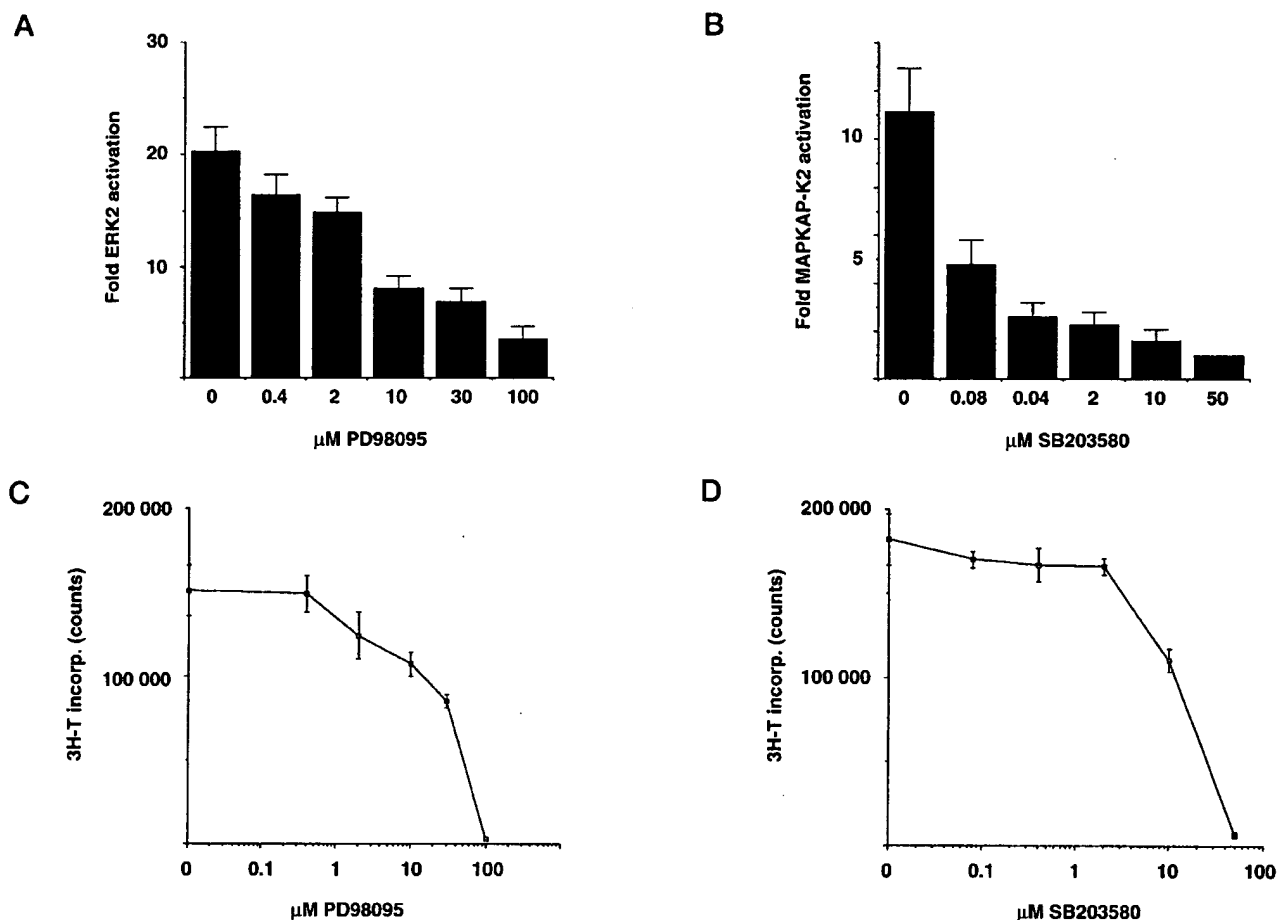 A
30
20
10
Fold ERK2 activation
0 0.4 2 10 30 100
µM PD98095
B
10
5
Fold MAPKAP-K2 activation
0 0.08 0.04 2 10 50
µM SB203580
C
200 000
100 000
3H-T incorp. (counts)
0 0.1 1 10 100
µM PD98095
D
200 000
100 000
3H-T incorp. (counts)
0 0.1 1 10 100
µM SB203580